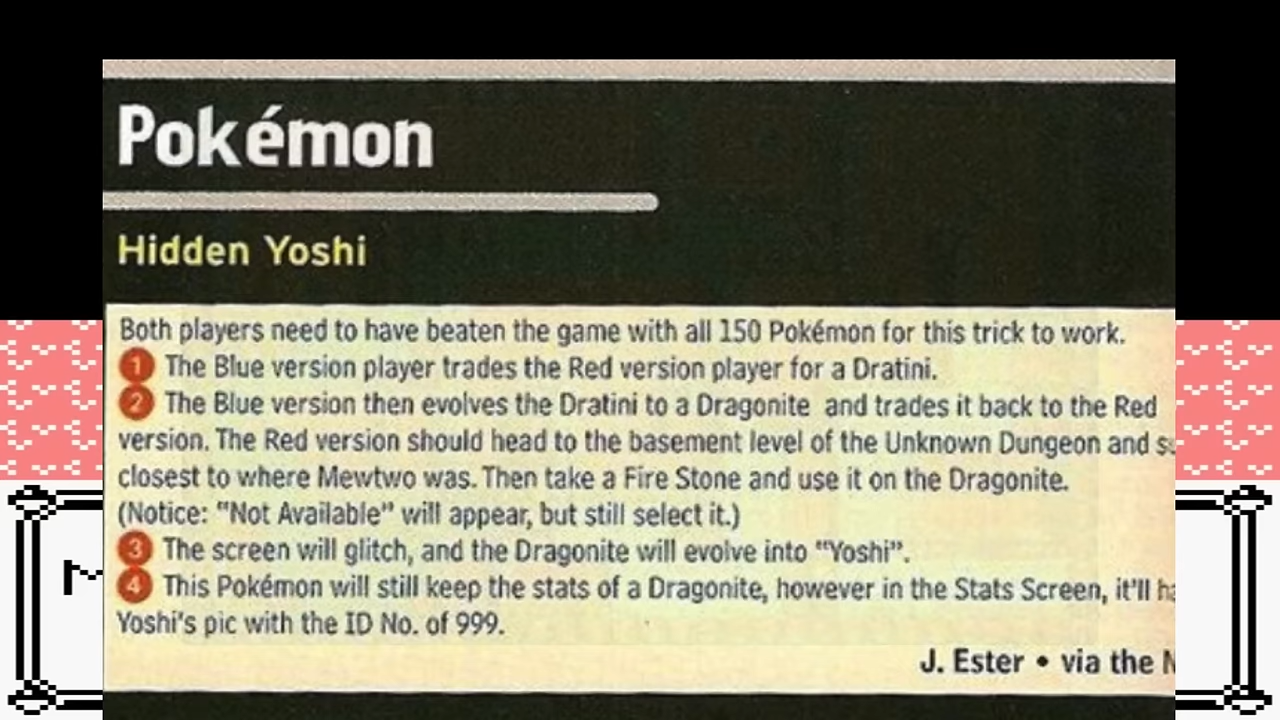 Pokémon
Hidden Yoshi
Both players need to have beaten the game with all 150 Pokémon for this trick to work.
1 The Blue version player trades the Red version player for a Dratini.
2 The Blue version then evolves the Dratini to a Dragonite and trades it back to the Red
version. The Red version should head to the basement level of the Unknown Dungeon and
closest to where Mewtwo was. Then take a Fire Stone and use it on the Dragonite.
(Notice: "Not Available" will appear, but still select it.)
3 The screen will glitch, and the Dragonite will evolve into "Yoshi".
4 This Pokémon will still keep the stats of a Dragonite, however in the Stats Screen, it'll
Yoshi's pic with the ID No. of 999.
J. Ester • via the